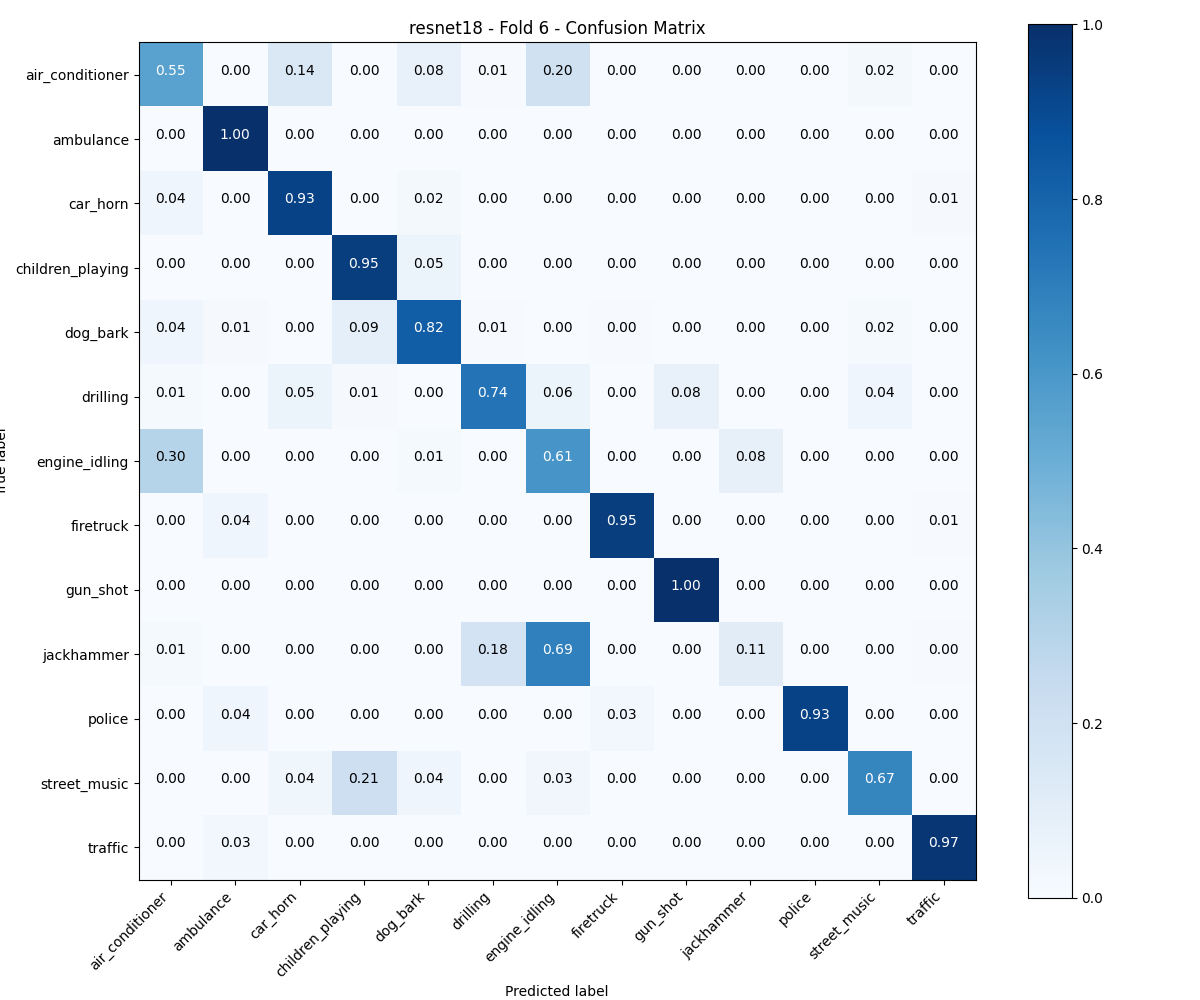 resnet18 - Fold 6 - Confusion Matrix
air_conditioner 0.55 0.00 0.14 0.00 0.08 0.01 0.20 0.00 0.00 0.00 0.00 0.02 0.00
ambulance 0.00 1.00 0.00 0.00 0.00 0.00 0.00 0.00 0.00 0.00 0.00 0.00 0.00
car_horn 0.04 0.00 0.93 0.00 0.02 0.00 0.00 0.00 0.00 0.00 0.00 0.00 0.01
children_playing 0.00 0.00 0.00 0.95 0.05 0.00 0.00 0.00 0.00 0.00 0.00 0.00 0.00
dog_bark 0.04 0.01 0.00 0.09 0.82 0.01 0.00 0.00 0.00 0.00 0.00 0.02 0.00
drilling 0.01 0.00 0.05 0.01 0.00 0.74 0.06 0.00 0.08 0.00 0.00 0.04 0.00
engine_idling 0.30 0.00 0.00 0.00 0.01 0.00 0.61 0.00 0.00 0.08 0.00 0.00 0.00
firetruck 0.00 0.04 0.00 0.00 0.00 0.00 0.00 0.95 0.00 0.00 0.00 0.00 0.01
gun_shot 0.00 0.00 0.00 0.00 0.00 0.00 0.00 0.00 1.00 0.00 0.00 0.00 0.00
jackhammer 0.01 0.00 0.00 0.00 0.00 0.18 0.69 0.00 0.00 0.11 0.00 0.00 0.00
police 0.00 0.04 0.00 0.00 0.00 0.00 0.00 0.03 0.00 0.00 0.93 0.00 0.00
street_music 0.00 0.00 0.04 0.21 0.04 0.00 0.03 0.00 0.00 0.00 0.00 0.67 0.00
traffic 0.00 0.03 0.00 0.00 0.00 0.00 0.00 0.00 0.00 0.00 0.00 0.00 0.97
air_conditioner ambulance car_horn children_playing dog_bark drilling engine_idling firetruck gun_shot jackhammer police street_music traffic
Predicted label
1.0
0.8
0.6
0.4
0.2
0.0